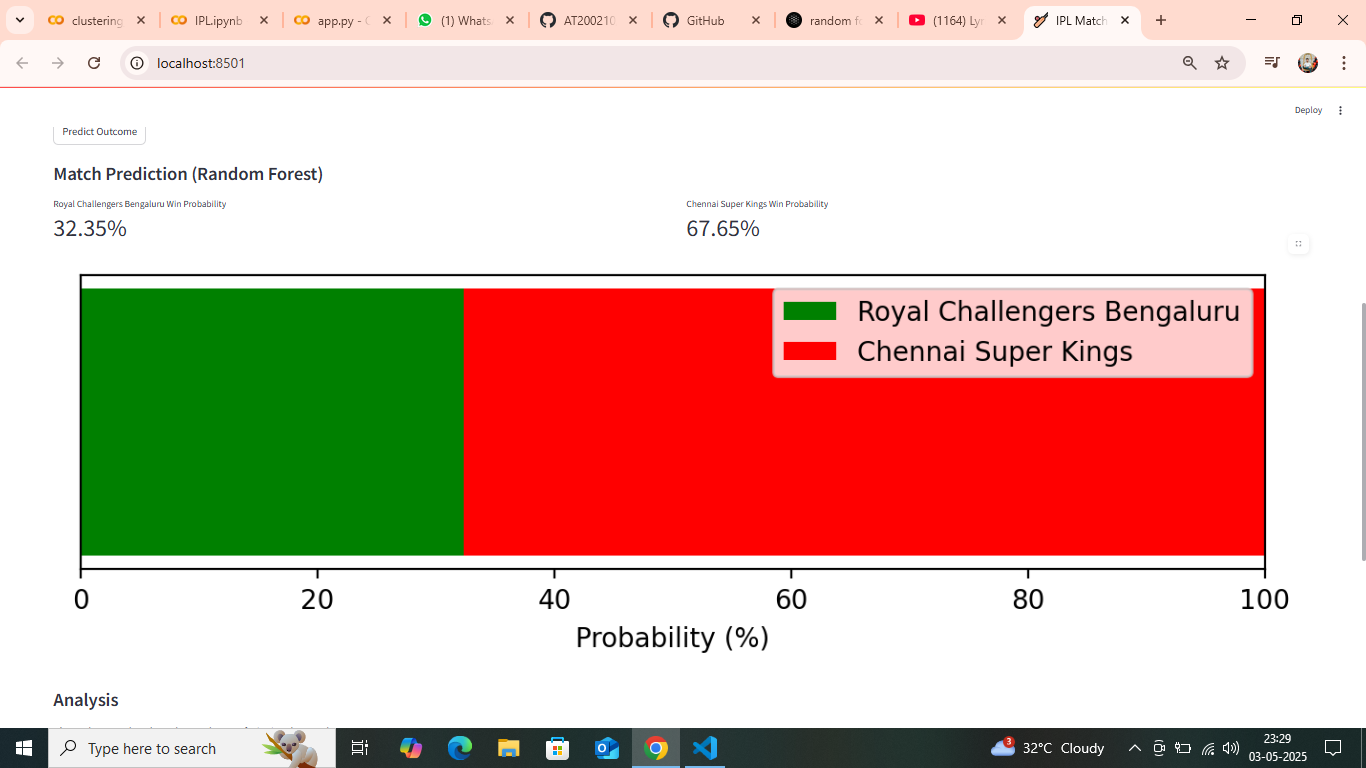 clustering
IPL.ipynb
app.py - C
(1) Whats
AT200210
GitHub
random fo
(1164) Lyr
IPL Match
localhost:8501
Deploy
Predict Outcome
Match Prediction (Random Forest)
Royal Challengers Bengaluru Win Probability
Chennai Super Kings Win Probability
32.35%
67.65%
Royal Challengers Bengaluru
Chennai Super Kings
0 20 40 60 80 100
Probability (%)
Analysis
Type here to search
3
32°C Cloudy
23:29
03-05-2025